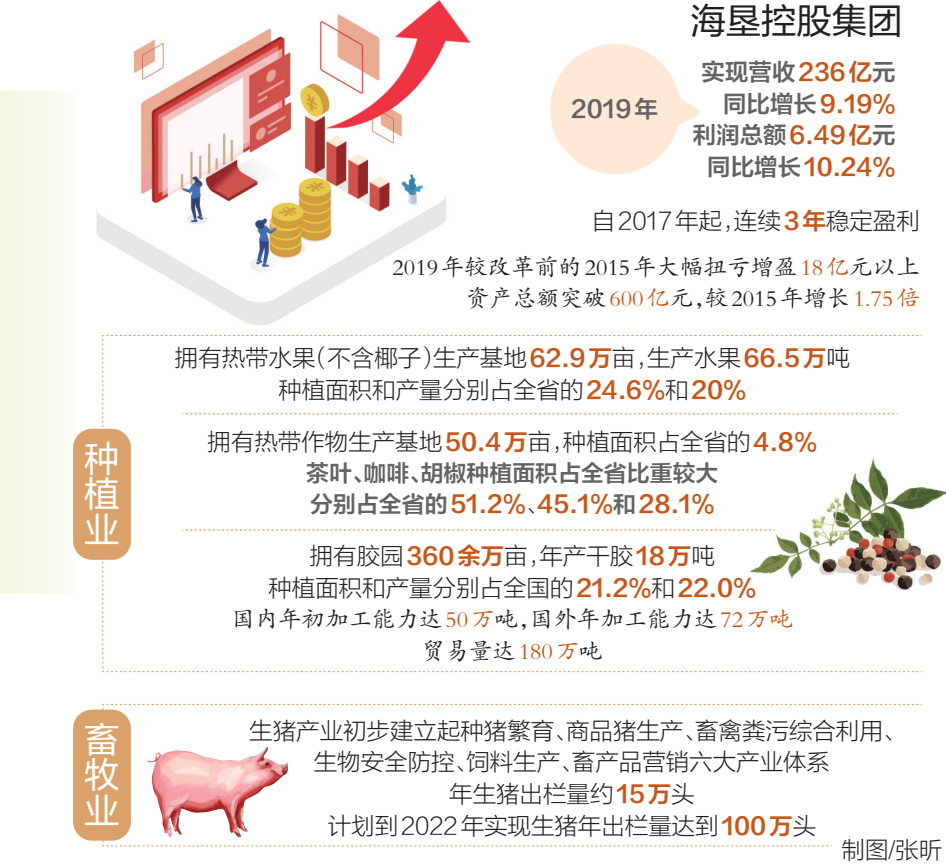 海垦控股集团
2019年
实现营收236亿元
同比增长9.19%
利润总额6.49亿元
同比增长10.24%
自2017年起,连续3年稳定盈利
2019年较改革前的2015年大幅扭亏增盈18亿元以上
资产总额突破600亿元,较2015年增长1.75倍
种植业
拥有热带水果(不含椰子)生产基地62.9万亩,生产水果66.5万吨
种植面积和产量分别占全省的24.6%和20%
拥有热带作物生产基地50.4万亩,种植面积占全省的4.8%
茶叶、咖啡、胡椒种植面积占全省比重较大
分别占全省的51.2%、45.1%和28.1%
拥有胶园360余万亩,年产干胶18万吨
种植面积和产量分别占全国的21.2%和22.0%
国内年初加工能力达50万吨,国外年加工能力达72万吨
贸易量达180万吨
畜牧业
生猪产业初步建立起种猪繁育、商品猪生产、畜禽粪污综合利用、
生物安全防控、饲料生产、畜产品营销六大产业体系
年生猪出栏量约15万头
计划到2022年实现生猪年出栏量达到100万头
制图/张昕